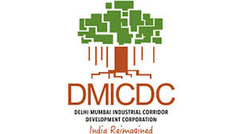 DMICDC
DELHI MUMBAI INDUSTRIAL CORRIDOR
DEVELOPMENT CORPORATION
India Reimagined